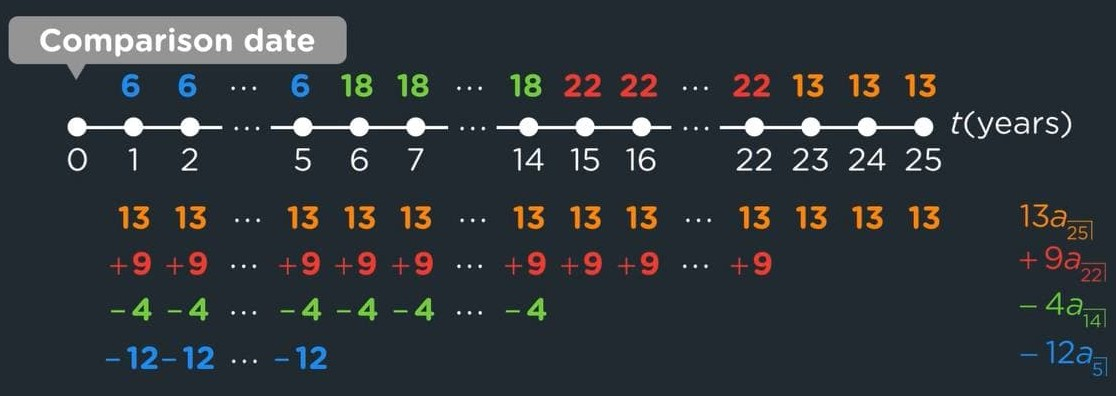 Comparison date
6 6 ... 6 18 18 ... 18 22 22 ... 22 13 13 13
t(years)
0 1 2 5 6 7 14 15 16 22 23 24 25
13 13 ... 13 13 13 ... 13 13 13 ... 13 13 13 13 13a25
+9 +9 ... +9 +9 +9 ... +9 +9 +9 ... +9 + 9a22
-4 -4 ... -4 -4 -4 ... -4 - 4a14
-12-12 ... -12 - 12a5